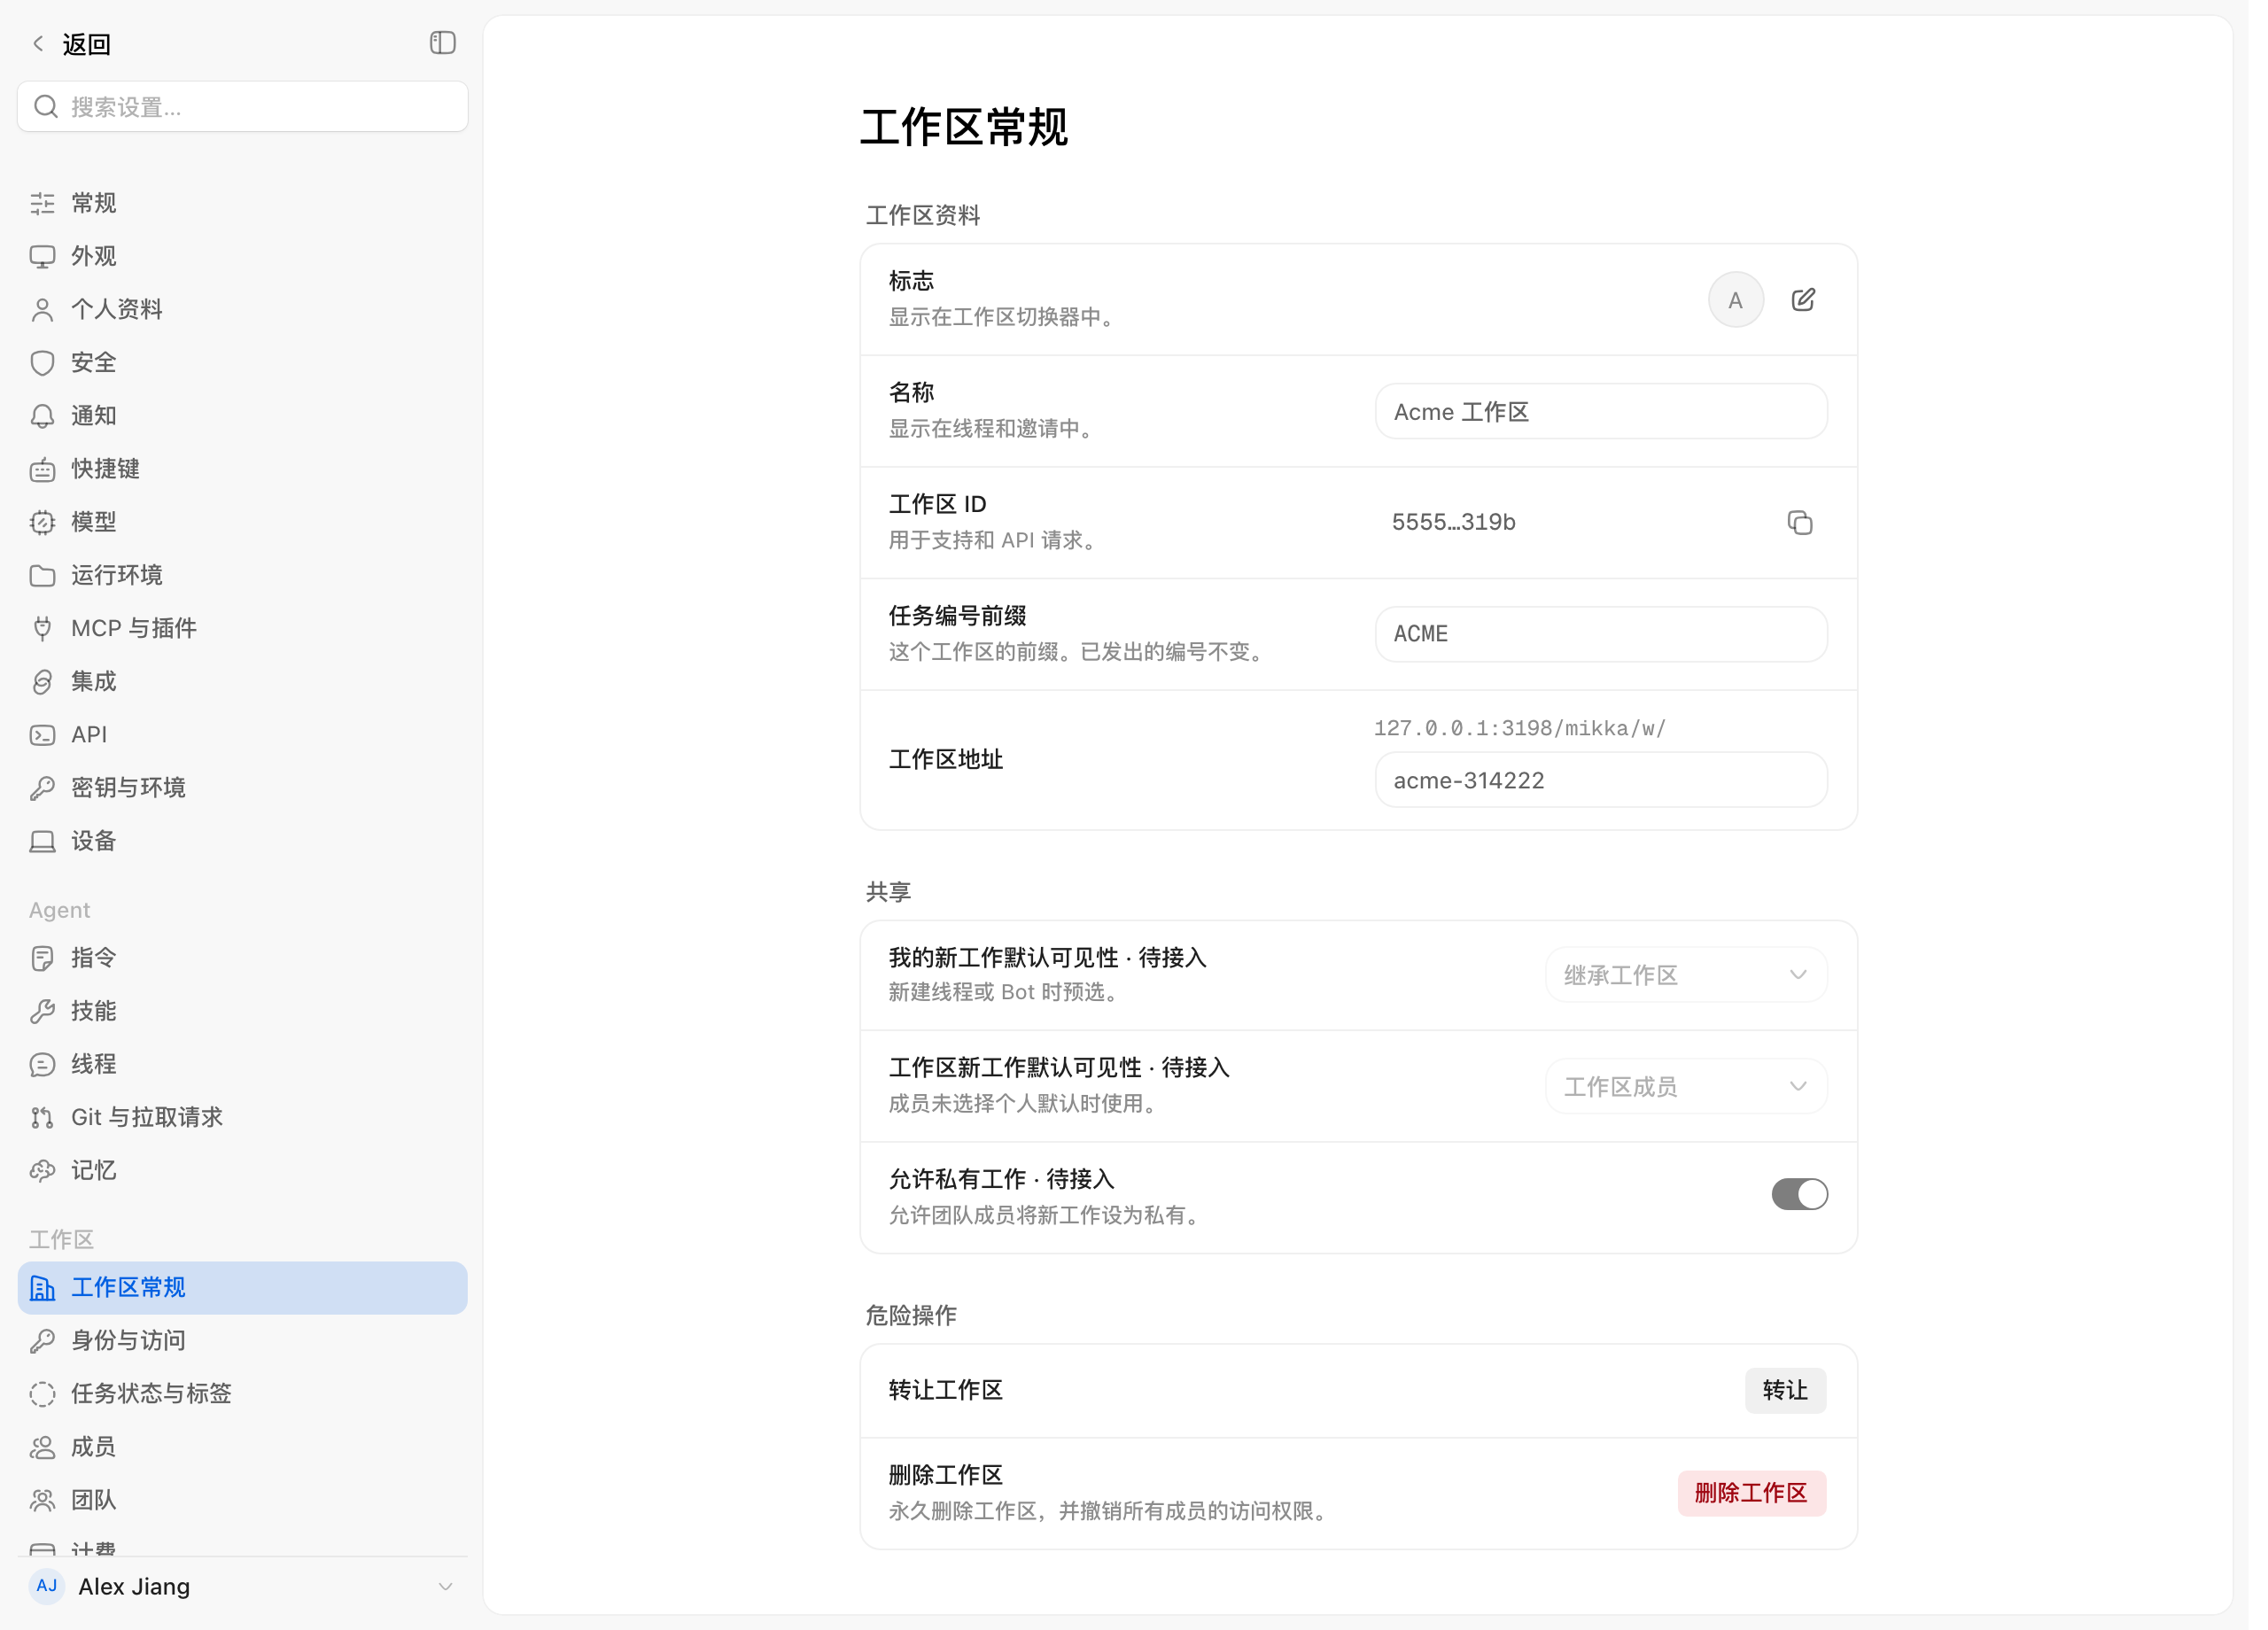 返回
搜索设置...
常规
外观
个人资料
安全
通知
快捷键
模型
运行环境
MCP 与插件
集成
API
密钥与环境
设备
Agent
指令
技能
线程
Git 与拉取请求
记忆
工作区
工作区常规
身份与访问
任务状态与标签
成员
团队
计费
AJ
Alex Jiang
工作区常规
工作区资料
标志
显示在工作区切换器中。
A
名称
显示在线程和邀请中。
Acme 工作区
工作区 ID
用于支持和 API 请求。
5555…319b
任务编号前缀
这个工作区的前缀。已发出的编号不变。
ACME
工作区地址
127.0.0.1:3198/mikka/w/
acme-314222
共享
我的新工作默认可见性 · 待接入
新建线程或 Bot 时预选。
继承工作区
工作区新工作默认可见性 · 待接入
成员未选择个人默认时使用。
工作区成员
允许私有工作 · 待接入
允许团队成员将新工作设为私有。
危险操作
转让工作区
转让
删除工作区
永久删除工作区，并撤销所有成员的访问权限。
删除工作区